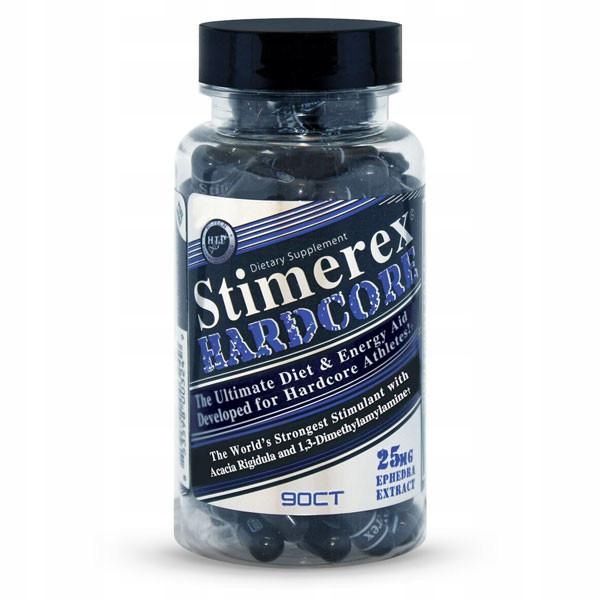 H.T.P.
Dietary Supplement
Stimerex®
HARDCORE
The Ultimate Diet & Energy Aid
Developed for Hardcore Athletes!
The World's Strongest Stimulant with
Acacia Rigidula and 1,3-Dimethylamylamine†
25MG
EPHEDRA
EXTRACT
90CT